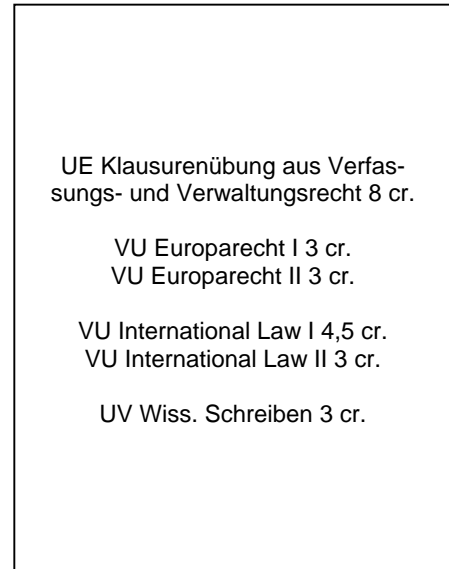 UE Klausurenübung aus Verfas-
sungs- und Verwaltungsrecht 8 cr.
VU Europarecht I 3 cr.
VU Europarecht II 3 cr.
VU International Law I 4,5 cr.
VU International Law II 3 cr.
UV Wiss. Schreiben 3 cr.